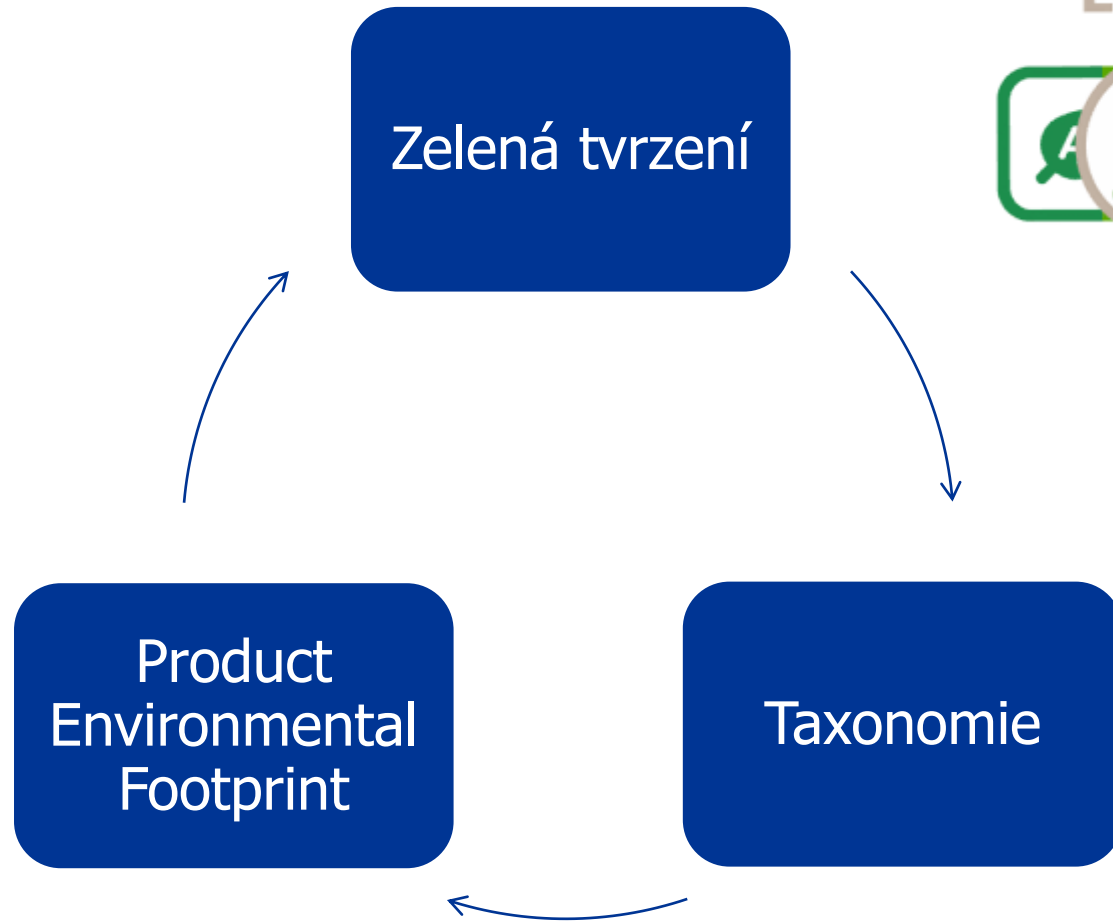 Zelená tvrzení
Product
Environmental
Footprint
Taxonomie